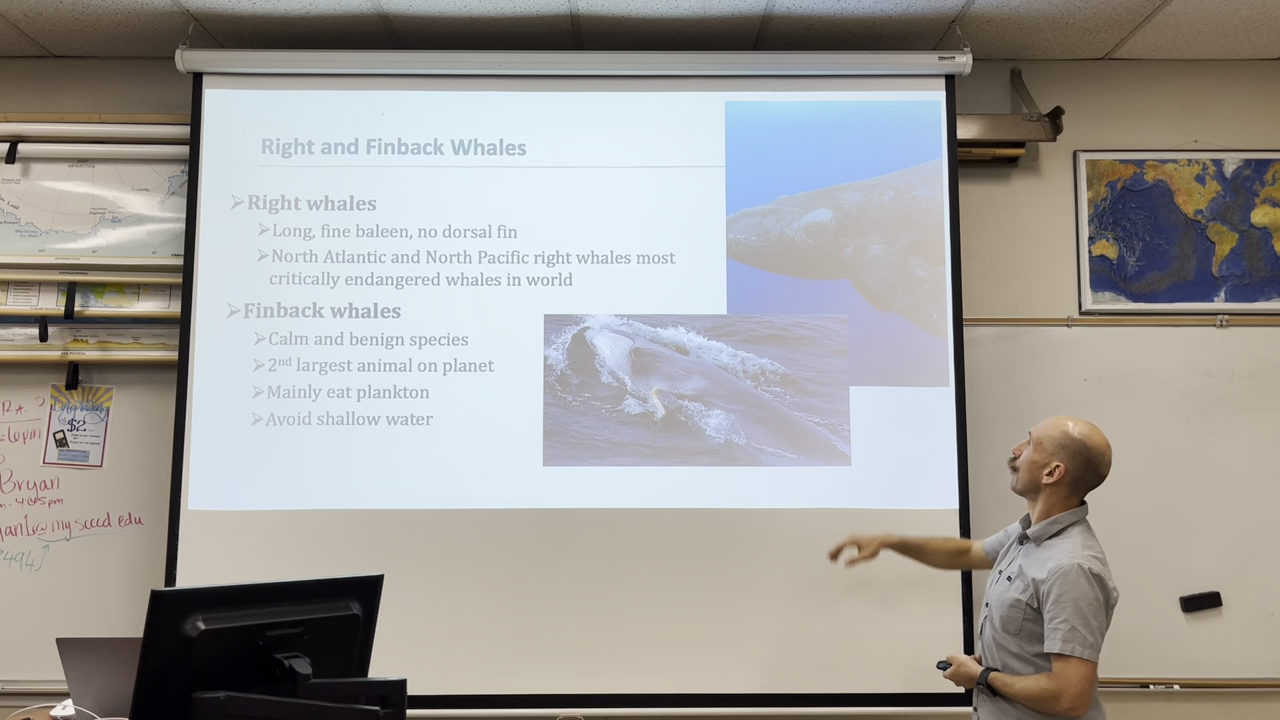 Right and Finback Whales
➢Right whales
➢Long, fine baleen, no dorsal fin
➢North Atlantic and North Pacific right whales most
critically endangered whales in world
➢Finback whales
➢Calm and benign species
➢2nd largest animal on planet
➢Mainly eat plankton
➢Avoid shallow water
$2
Bryan